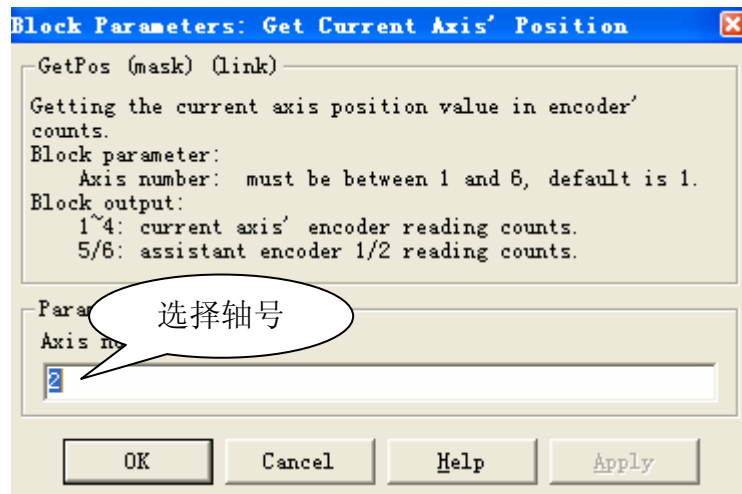 Block Parameters: Get Current Axis' Position
GetPos (mask) (link)
Getting the current axis position value in encoder'
counts.
Block parameter:
Axis number: must be between 1 and 6, default is 1.
Block output:
1~4: current axis' encoder reading counts.
5/6: assistant encoder 1/2 reading counts.
选择轴号
Axis
2
OK Cancel Help Apply